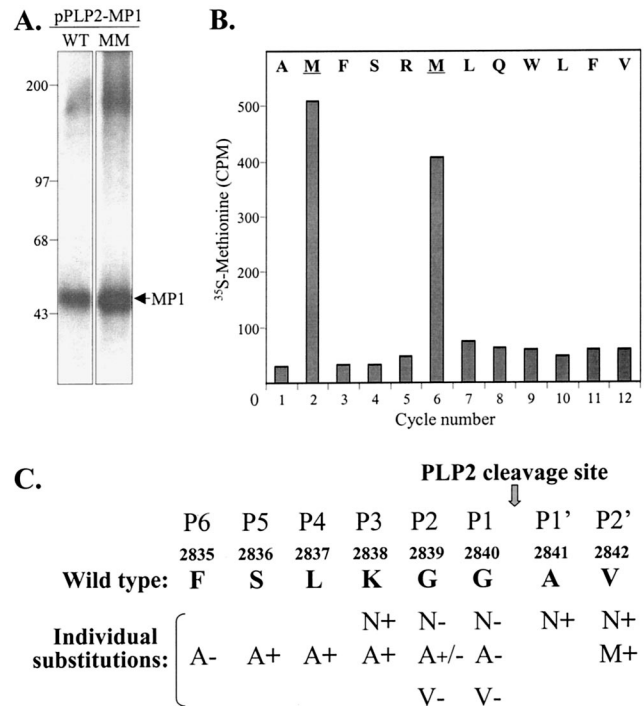 A.
pPLP2-MP1
WT MM
200
97
68
43
MP1
B.
A M F S R M L Q W L F V
500
400
300
200
100
0
35S-Methionine (CPM)
1 2 3 4 5 6 7 8 9 10 11 12
Cycle number
C.
PLP2 cleavage site
P6 P5 P4 P3 P2 P1 P1’ P2’
2835 2836 2837 2838 2839 2840 2841 2842
Wild type: F S L K G G A V
N+ N- N- N+ N+
Individual substitutions: A- A+ A+ A+ A+/- A- M+
V- V-